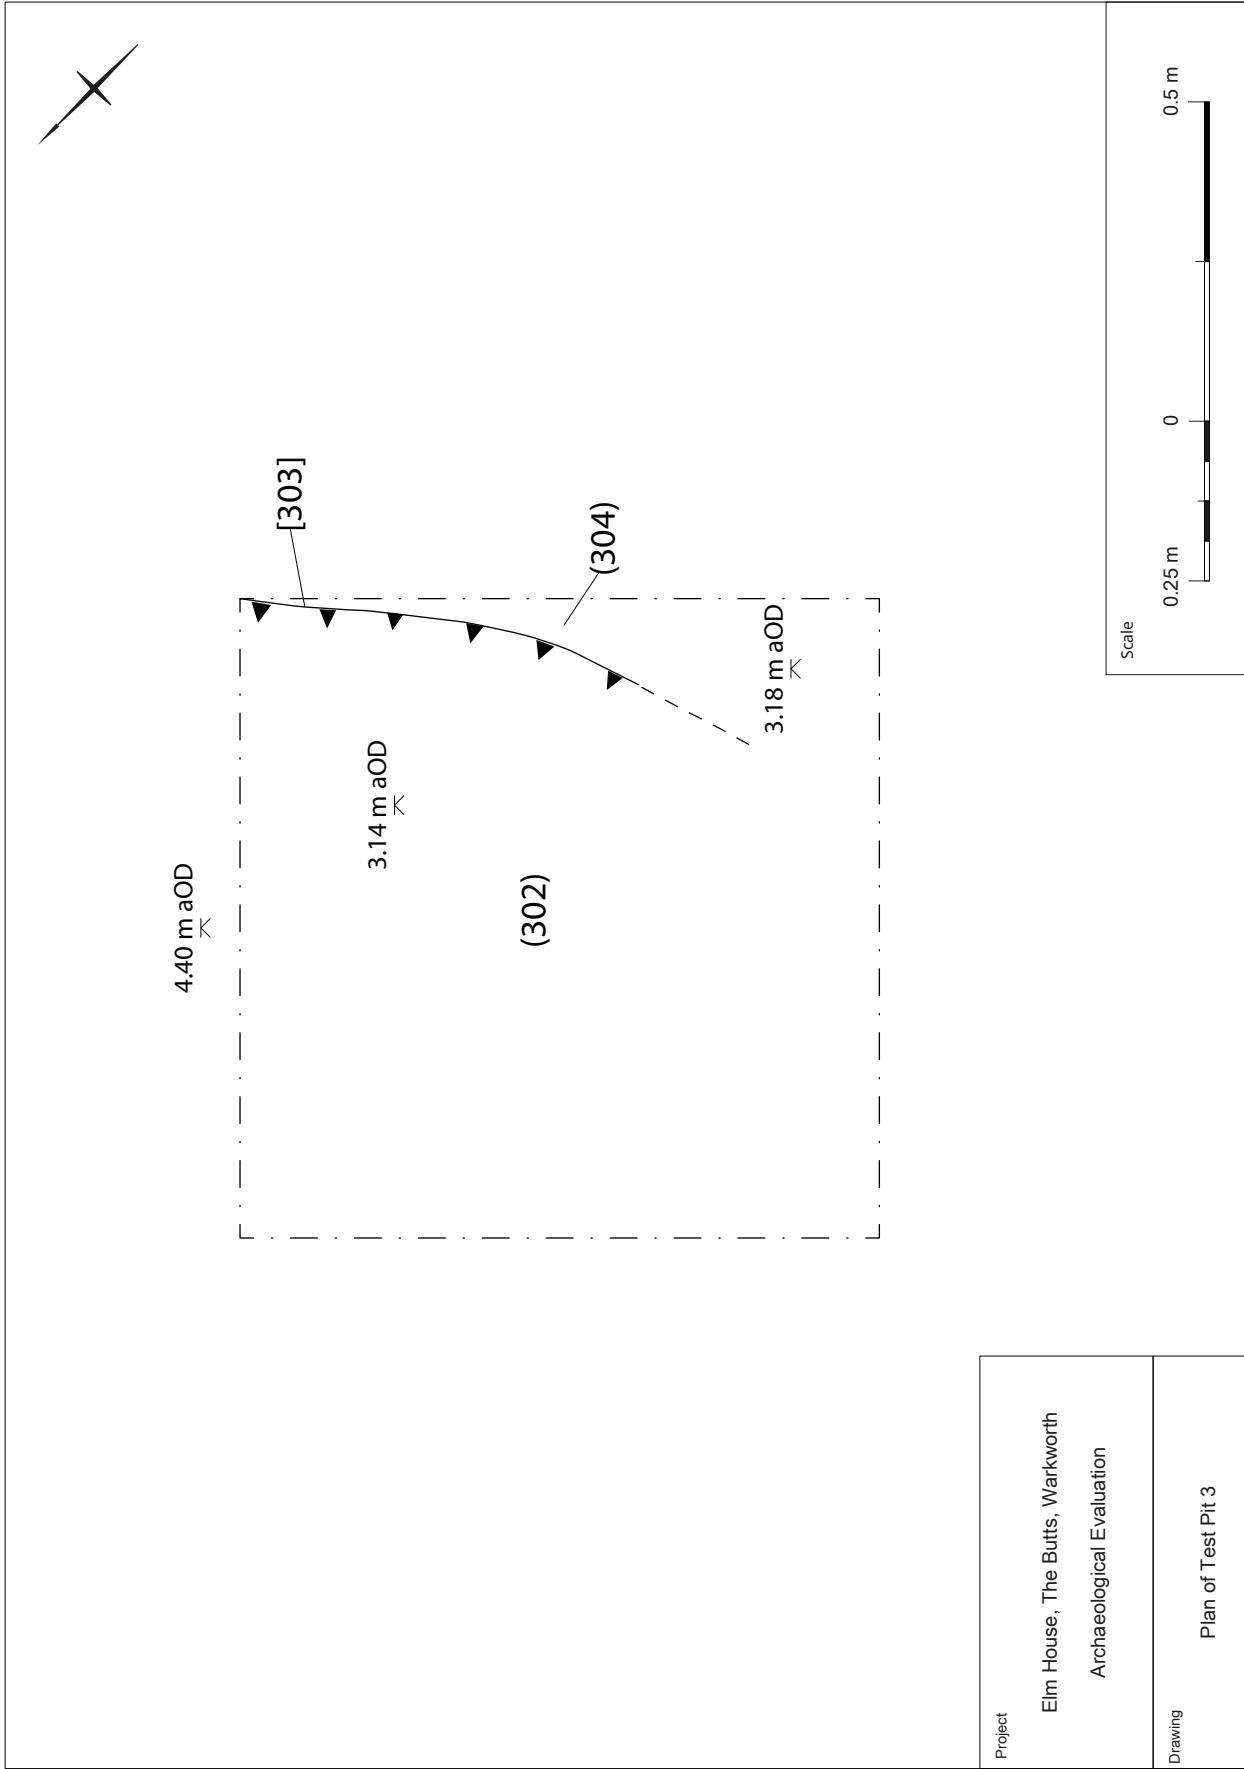 4.40 m aOD
3.14 m aOD
(302)
[303]
(304)
3.18 m aOD
Project
Elm House, The Butts, Warkworth
Archaeological Evaluation
Drawing
Plan of Test Pit 3
Scale
0.25 m 0 0.5 m